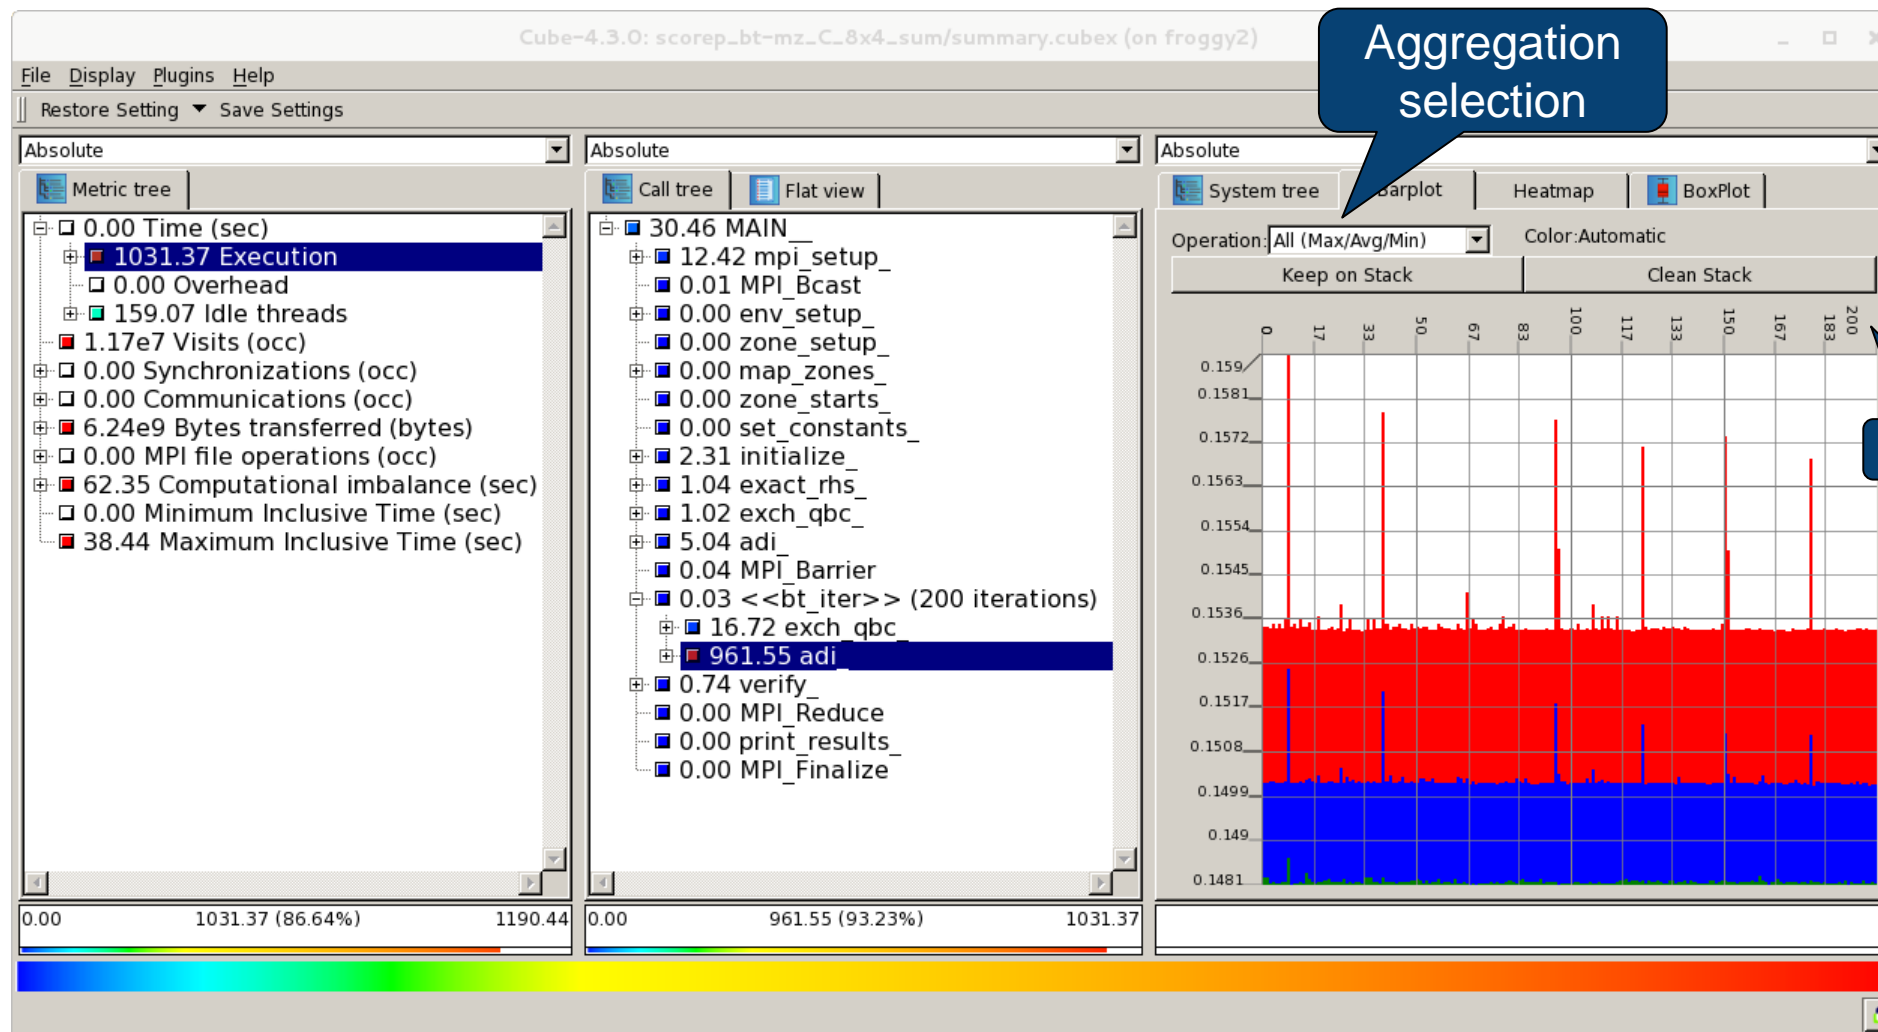 Cube-4.3.0: scorep_bt-mz_C_8x4_sum/summary.cubex (on froggy2)
Aggregation
selection
File Display Plugins Help
Restore Setting Save Settings
Absolute
Metric tree
0.00 Time (sec)
1031.37 Execution
0.00 Overhead
159.07 Idle threads
1.17e7 Visits (occ)
0.00 Synchronizations (occ)
0.00 Communications (occ)
6.24e9 Bytes transferred (bytes)
0.00 MPI file operations (occ)
62.35 Computational imbalance (sec)
0.00 Minimum Inclusive Time (sec)
38.44 Maximum Inclusive Time (sec)
0.00 1031.37 (86.64%) 1190.44
Absolute
Call tree Flat view
30.46 MAIN__
12.42 mpi_setup_
0.01 MPI_Bcast
0.00 env_setup_
0.00 zone_setup_
0.00 map_zones_
0.00 zone_starts_
0.00 set_constants_
2.31 initialize_
1.04 exact_rhs_
1.02 exch_qbc_
5.04 adi_
0.04 MPI_Barrier
0.03 <<bt_iter>> (200 iterations)
16.72 exch_qbc_
961.55 adi_
0.74 verify_
0.00 MPI_Reduce
0.00 print_results_
0.00 MPI_Finalize
0.00 961.55 (93.23%) 1031.37
Absolute
System tree Barplot Heatmap BoxPlot
Operation: All (Max/Avg/Min) Color:Automatic
Keep on Stack Clean Stack
0 17 33 50 67 83 100 117 133 150 167 183 200
0.159
0.1581
0.1572
0.1563
0.1554
0.1545
0.1536
0.1526
0.1517
0.1508
0.1499
0.149
0.1481